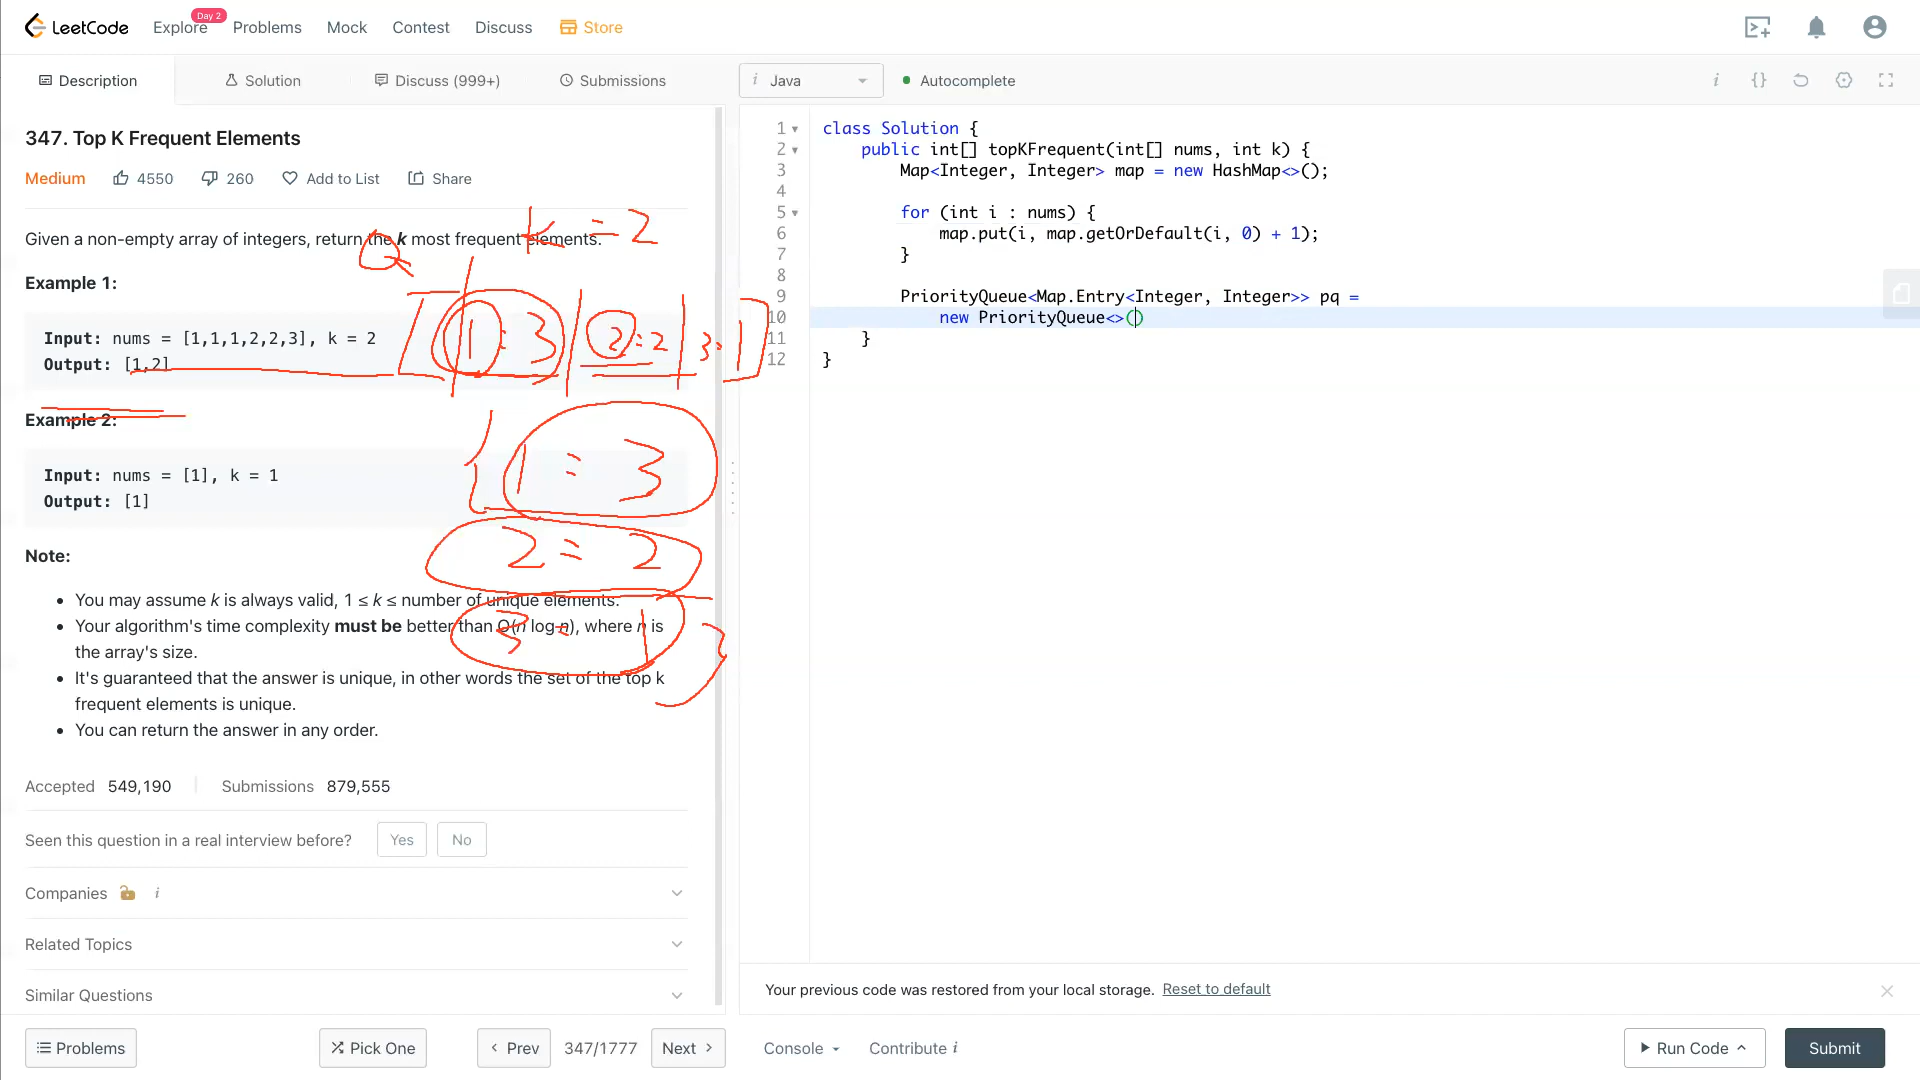 LeetCode
Explore
Day 2
Problems
Mock
Contest
Discuss
Store
Description
Solution
Discuss (999+)
Submissions
i Java
Autocomplete
i {}
347. Top K Frequent Elements
Medium
4550
260
Add to List
Share
K = 2
Given a non-empty array of integers, return the k most frequent elements.
Q
Example 1:
1 : 3 | 2 : 2 | 3 : 1
Input: nums = [1,1,1,2,2,3], k = 2
Output: [1,2]
Example 2:
{ 1 = 3
Input: nums = [1], k = 1
Output: [1]
2 = 2
Note:
You may assume k is always valid, 1 ≤ k ≤ number of unique elements.
3 = 1 }
Your algorithm's time complexity must be better than O(n log n), where n is
the array's size.
It's guaranteed that the answer is unique, in other words the set of the top k
frequent elements is unique.
You can return the answer in any order.
Accepted 549,190
Submissions 879,555
Seen this question in a real interview before?
Yes
No
Companies i
Related Topics
Similar Questions
Problems
Pick One
Prev
347/1777
Next
1 class Solution {
2 public int[] topKFrequent(int[] nums, int k) {
3 Map<Integer, Integer> map = new HashMap<>();
4
5 for (int i : nums) {
6 map.put(i, map.getOrDefault(i, 0) + 1);
7 }
8
9 PriorityQueue<Map.Entry<Integer, Integer>> pq =
10 new PriorityQueue<>()
11 }
12 }
Your previous code was restored from your local storage. Reset to default
Console
Contribute i
Run Code
Submit